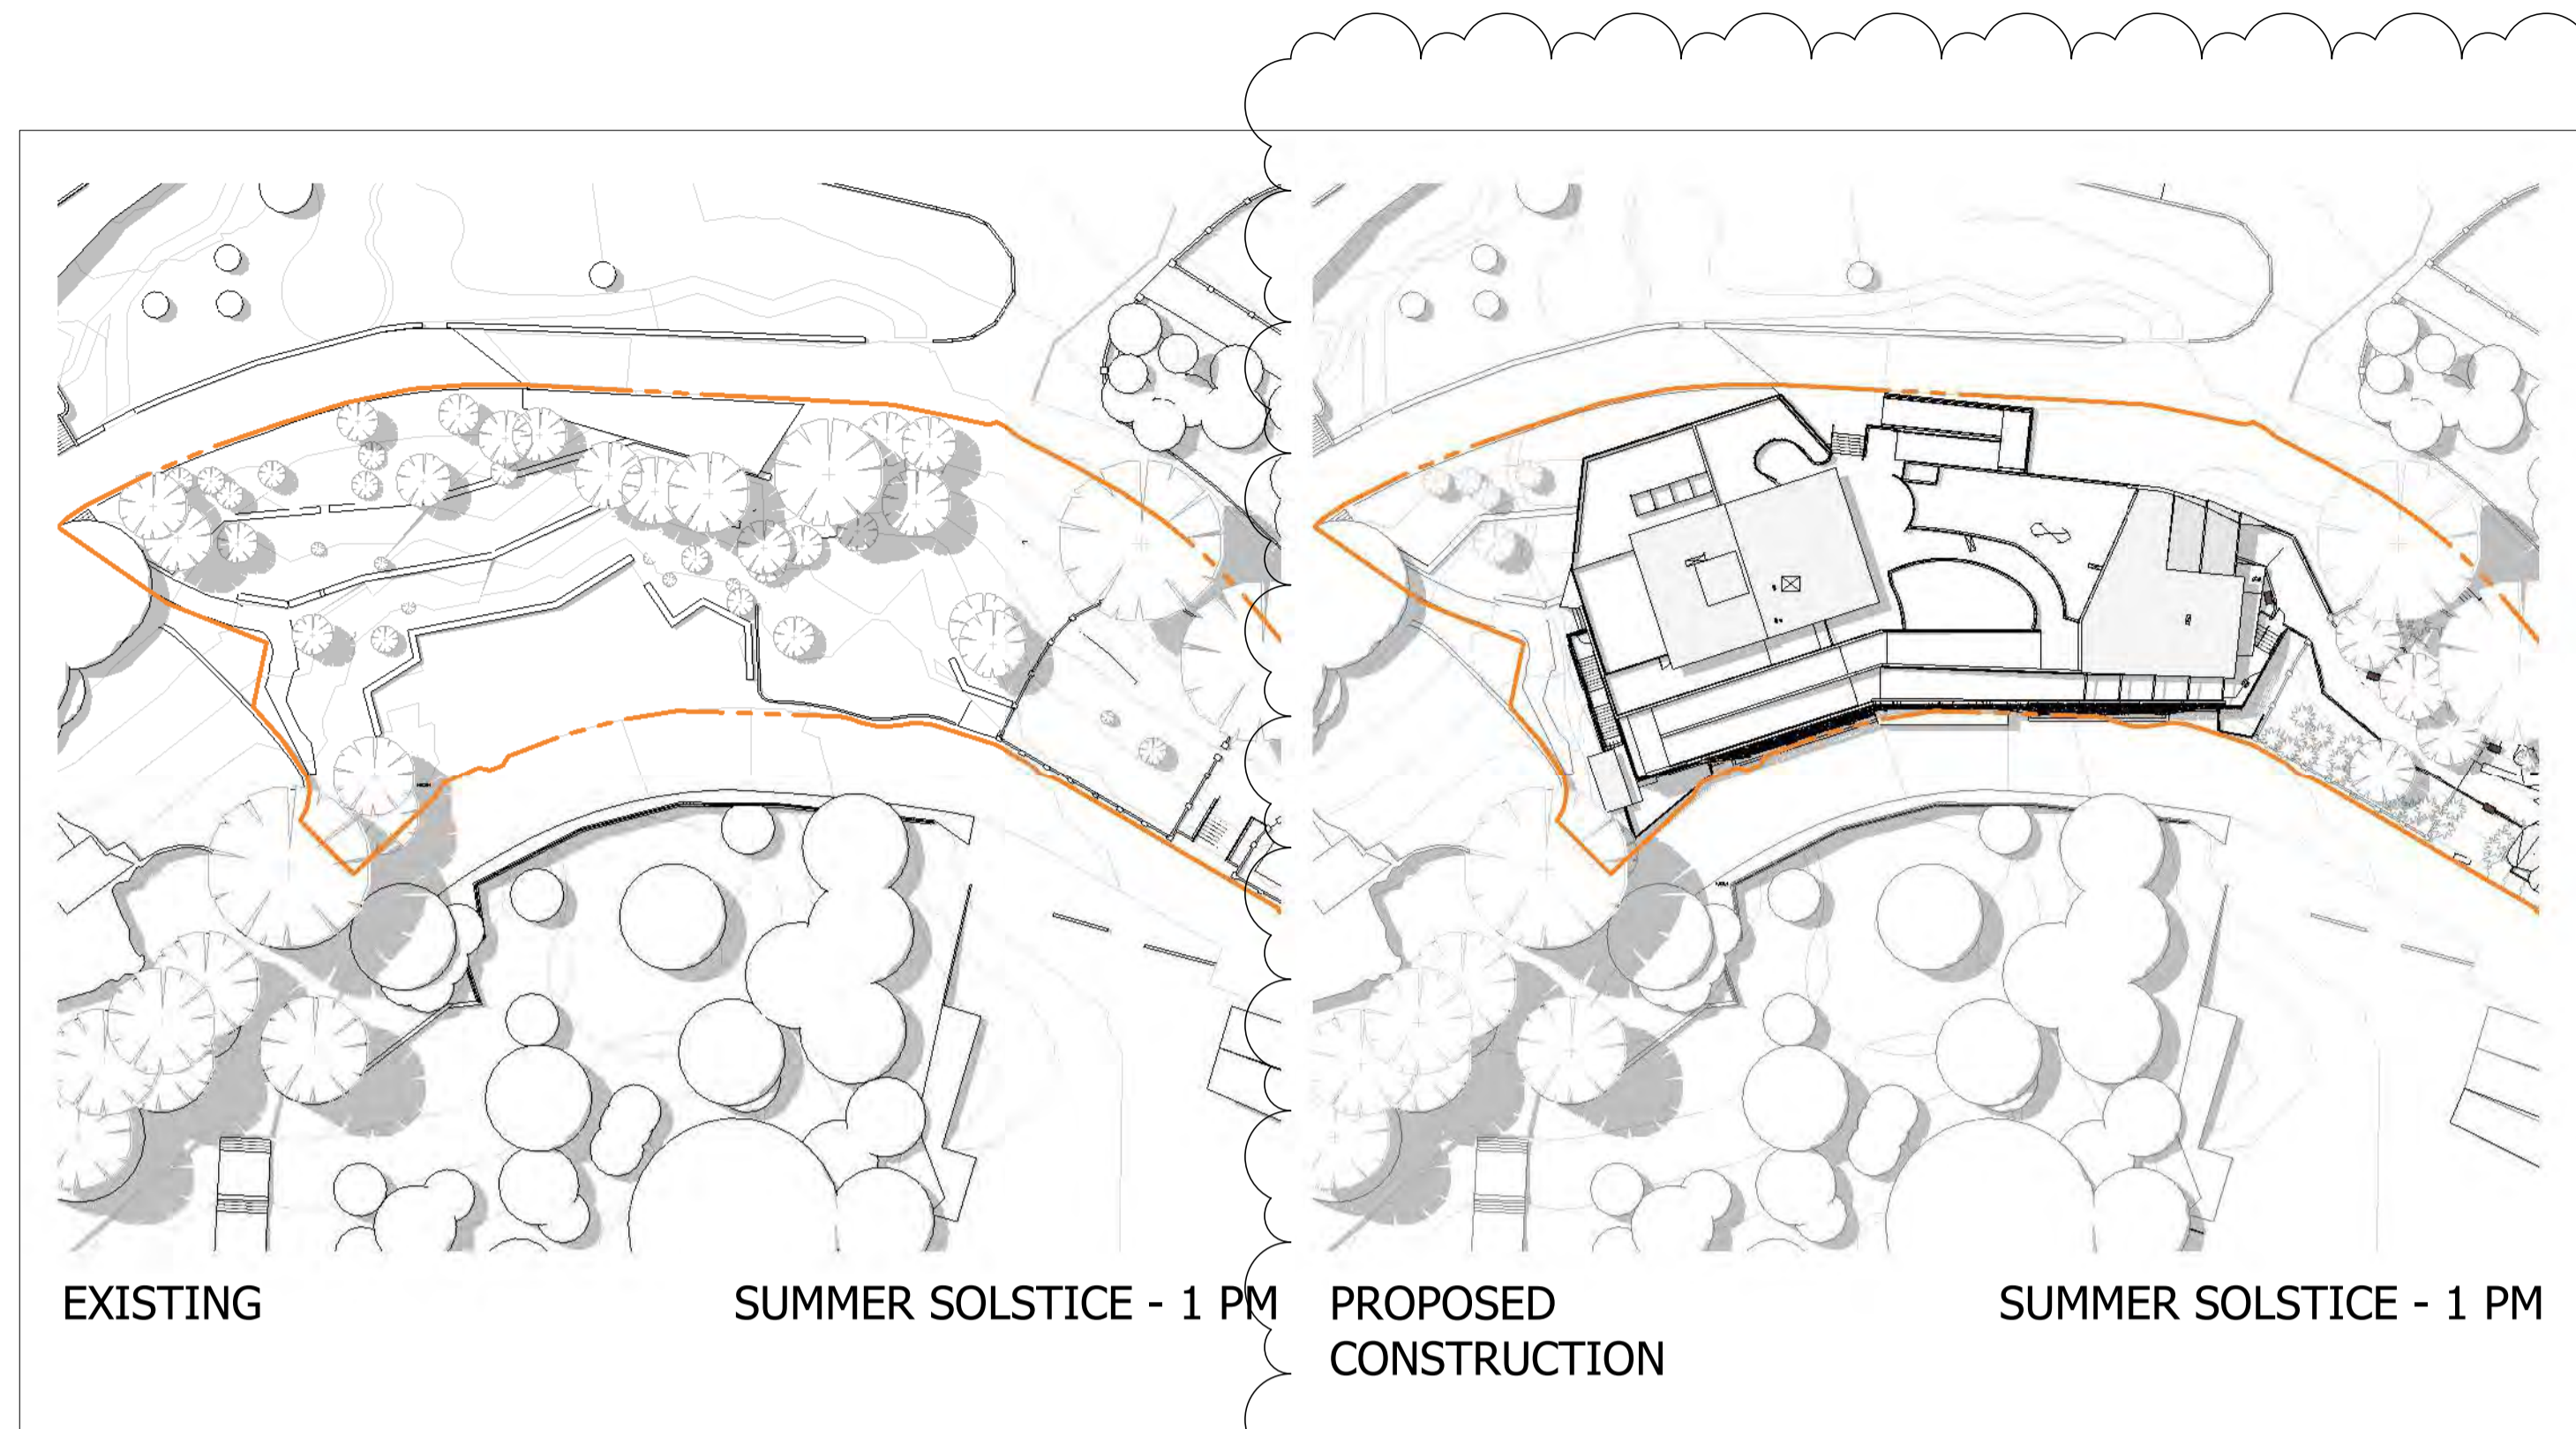 EXISTING
SUMMER SOLSTICE - 1 PM
PROPOSED
CONSTRUCTION
SUMMER SOLSTICE - 1 PM